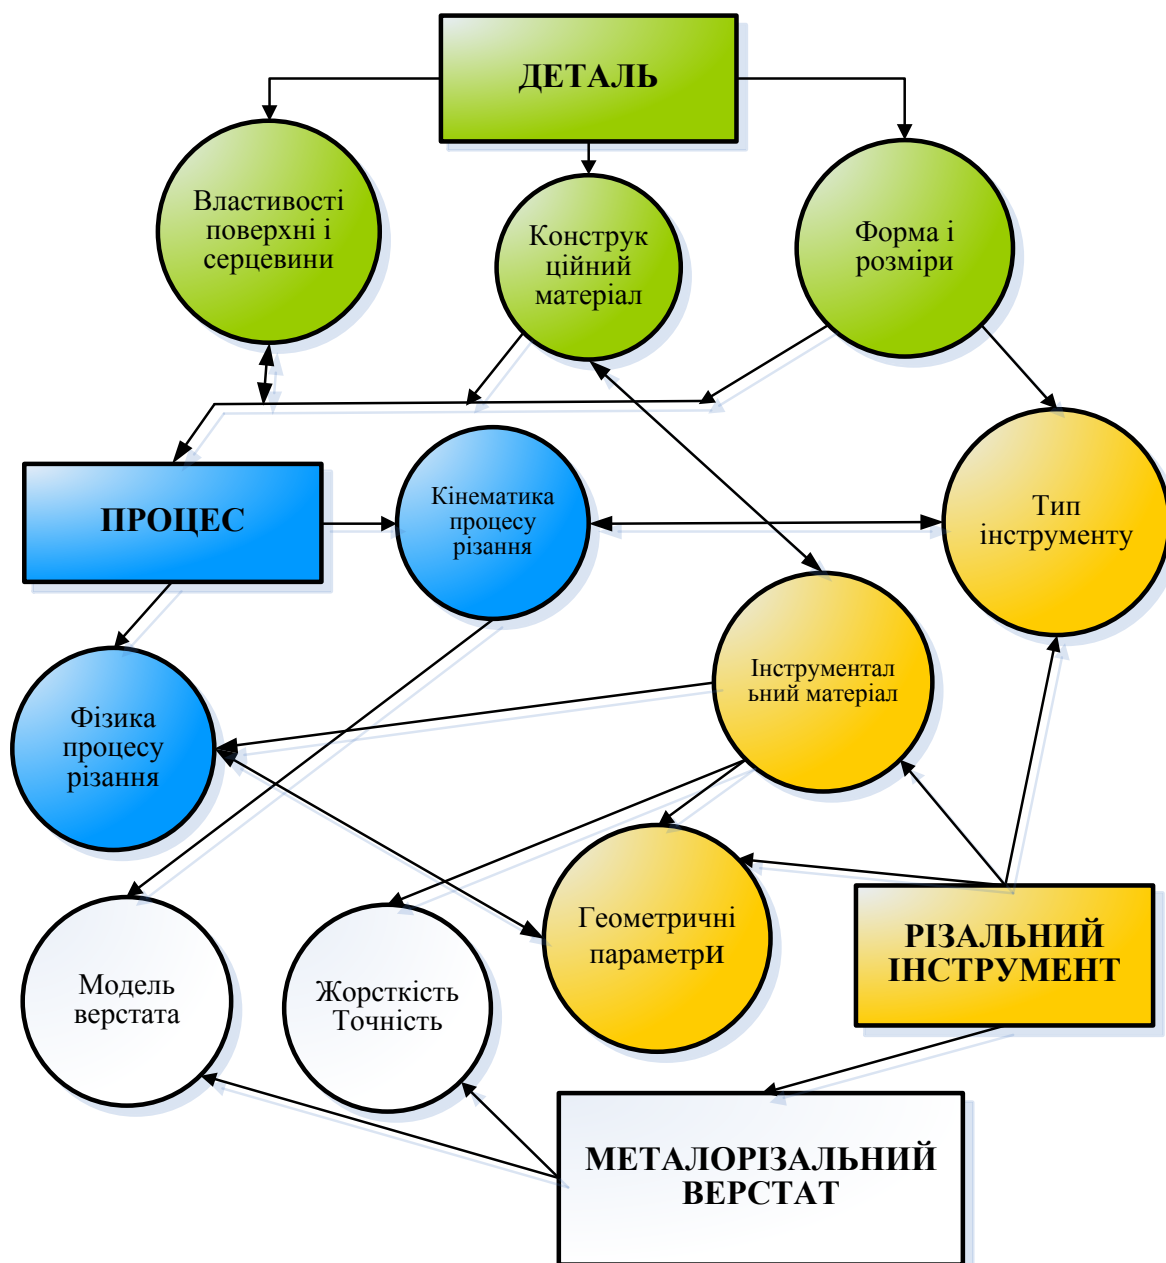 ДЕТАЛЬ
Властивості
поверхні і
серцевини
Конструк
ційний
матеріал
Форма і
розміри
ПРОЦЕС
Кінематика
процесу
різання
Тип
інструменту
Інструментал
ьний матеріал
Фізика
процесу
різання
Геометричні
параметри
РІЗАЛЬНИЙ
ІНСТРУМЕНТ
Модель
верстата
Жорсткість
Точність
МЕТАЛОРІЗАЛЬНИЙ
ВЕРСТАТ